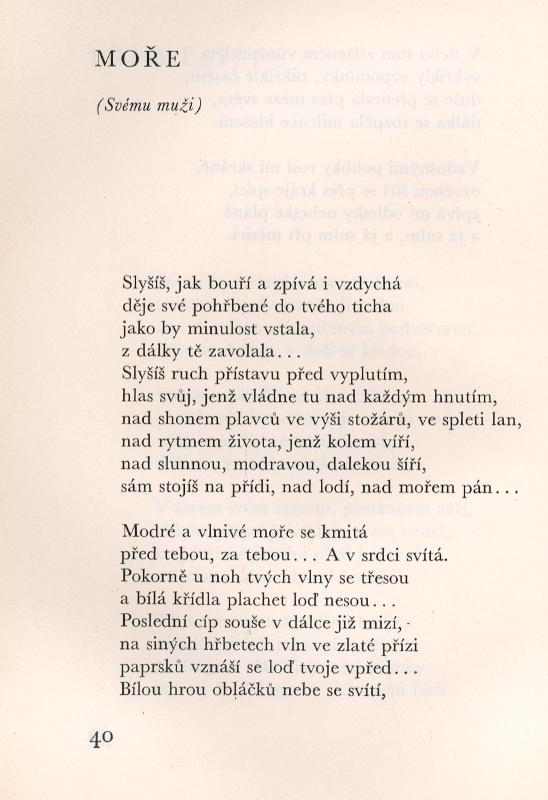 MOŘE
(Svému muži)
Slyšíš, jak bouří a zpívá i vzdychá
děje své pohřbené do tvého ticha
jako by minulost vstala,
z dálky tě zavolala...
Slyšíš ruch přístavu před vyplutím,
hlas svůj, jenž vládne tu nad každým hnutím,
nad shonem plavců ve výši stožárů, ve spleti lan,
nad rytmem života, jenž kolem víří,
nad slunnou, modravou, dalekou šíří,
sám stojíš na přídi, nad lodí, nad mořem pán...
Modré a vlnivé moře se kmitá
před tebou, za tebou... A v srdci svítá.
Pokorně u noh tvých vlny se třesou
a bílá křídla plachet loď nesou...
Poslední cíp souše v dálce již mizí,
na siných hřbetech vln ve zlaté přízi
paprsků vznáší se loď tvoje vpřed...
Bílou hrou obláčků nebe se svítí,
40